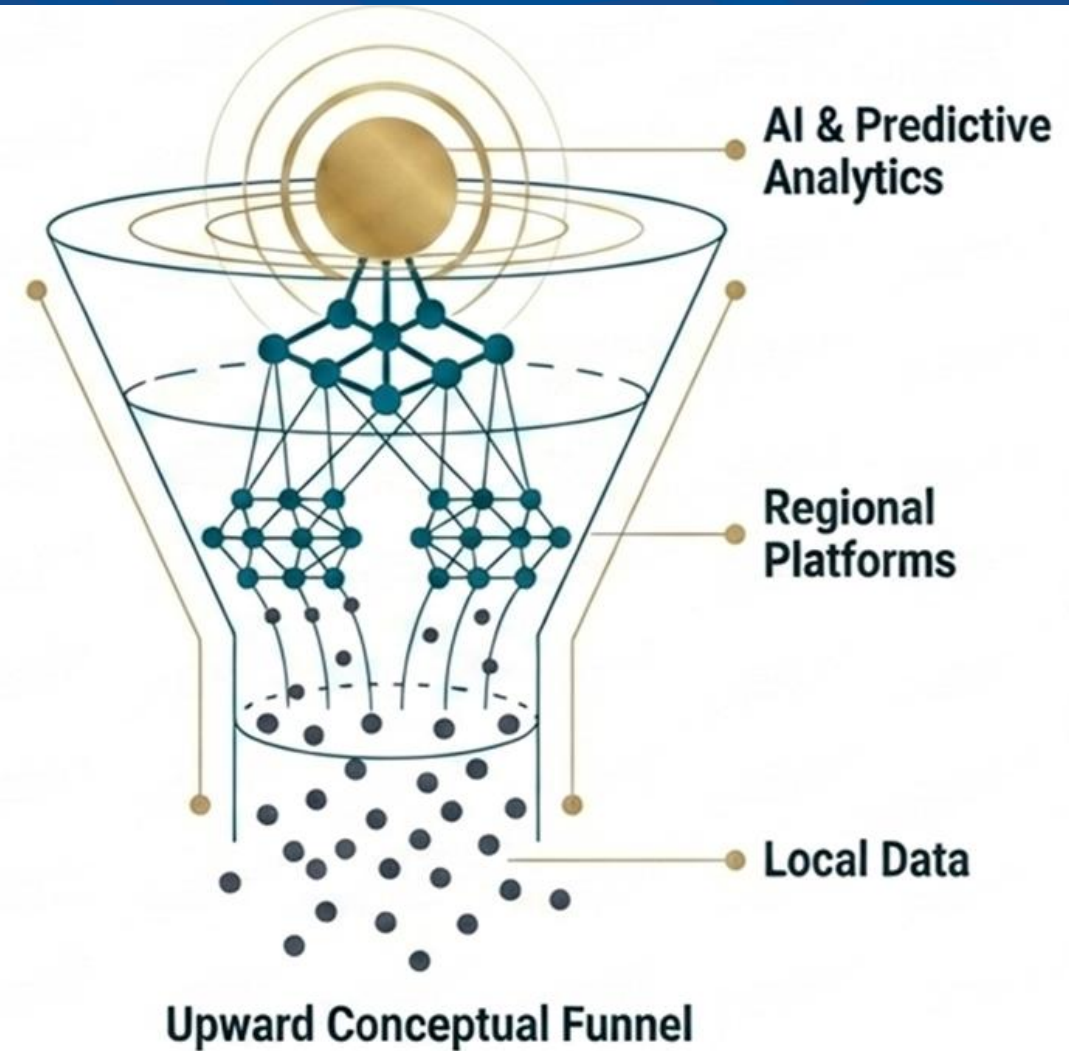 AI & Predictive
Analytics
Regional
Platforms
Local Data
Upward Conceptual Funnel